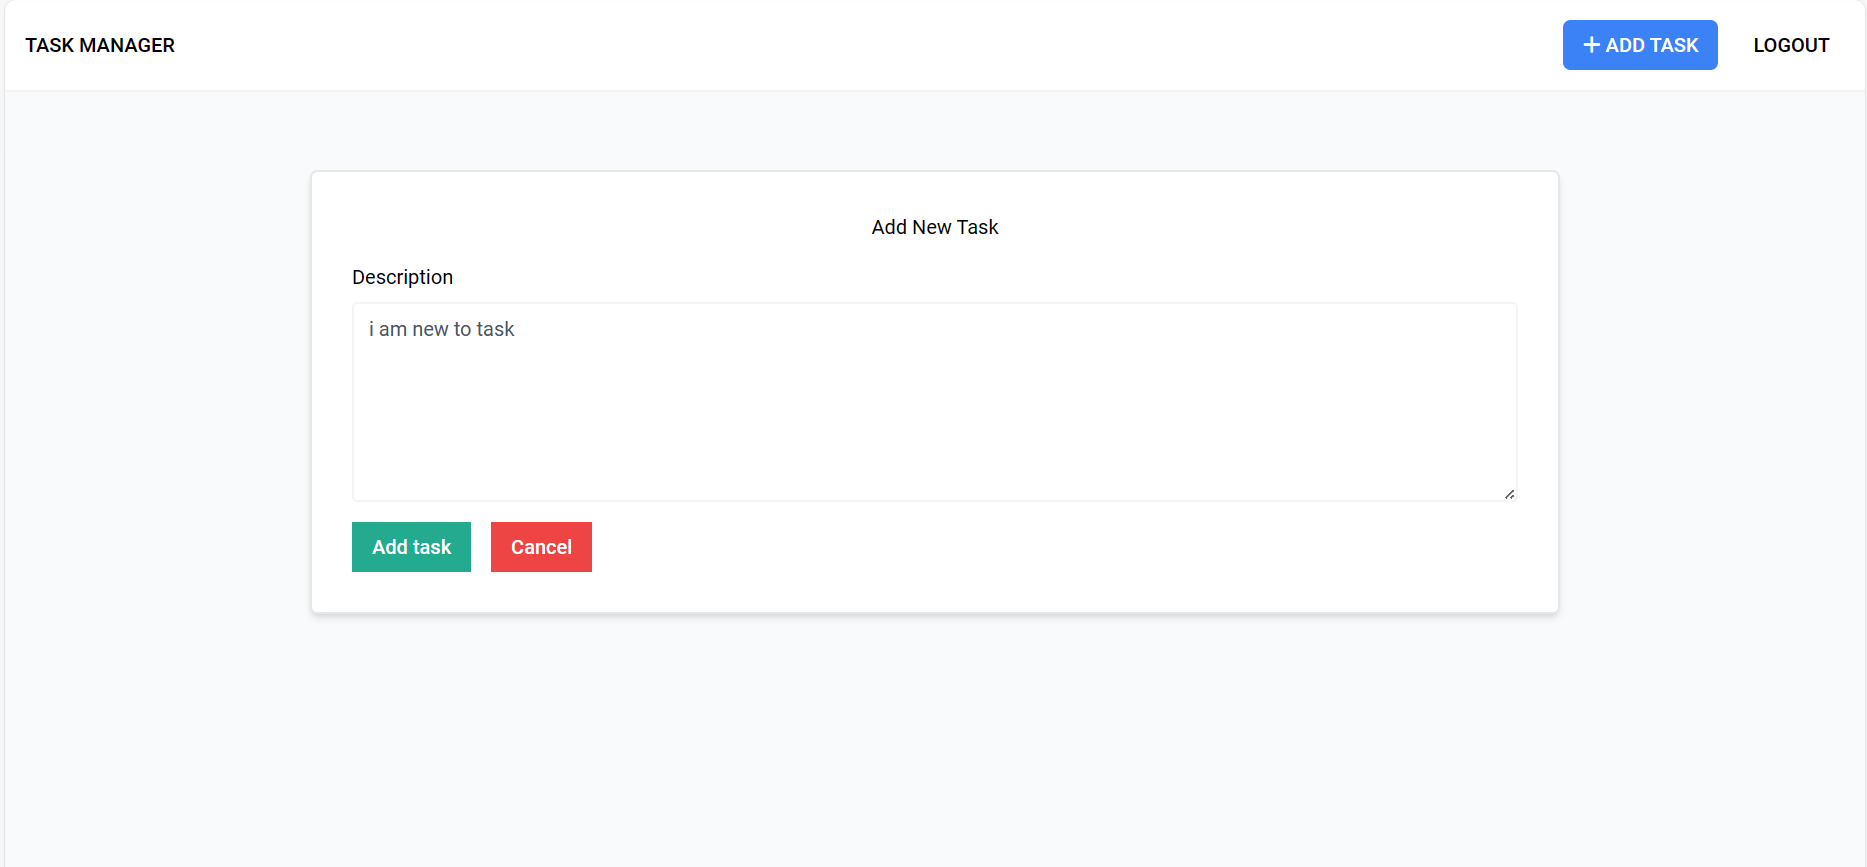 TASK MANAGER
+ ADD TASK
LOGOUT
Add New Task
Description
i am new to task
Add task
Cancel